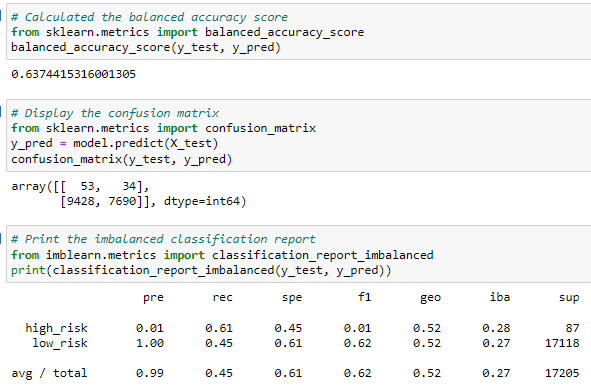 # Calculated the balanced accuracy score
from sklearn.metrics import balanced_accuracy_score
balanced_accuracy_score(y_test, y_pred)
0.6374415316001305
# Display the confusion matrix
from sklearn.metrics import confusion_matrix
y_pred = model.predict(X_test)
confusion_matrix(y_test, y_pred)
array([[  53,   34],
       [9428, 7690]], dtype=int64)
# Print the imbalanced classification report
from imblearn.metrics import classification_report_imbalanced
print(classification_report_imbalanced(y_test, y_pred))
pre rec spe f1 geo iba sup
high_risk 0.01 0.61 0.45 0.01 0.52 0.28 87
low_risk 1.00 0.45 0.61 0.62 0.52 0.27 17118
avg / total 0.99 0.45 0.61 0.62 0.52 0.27 17205